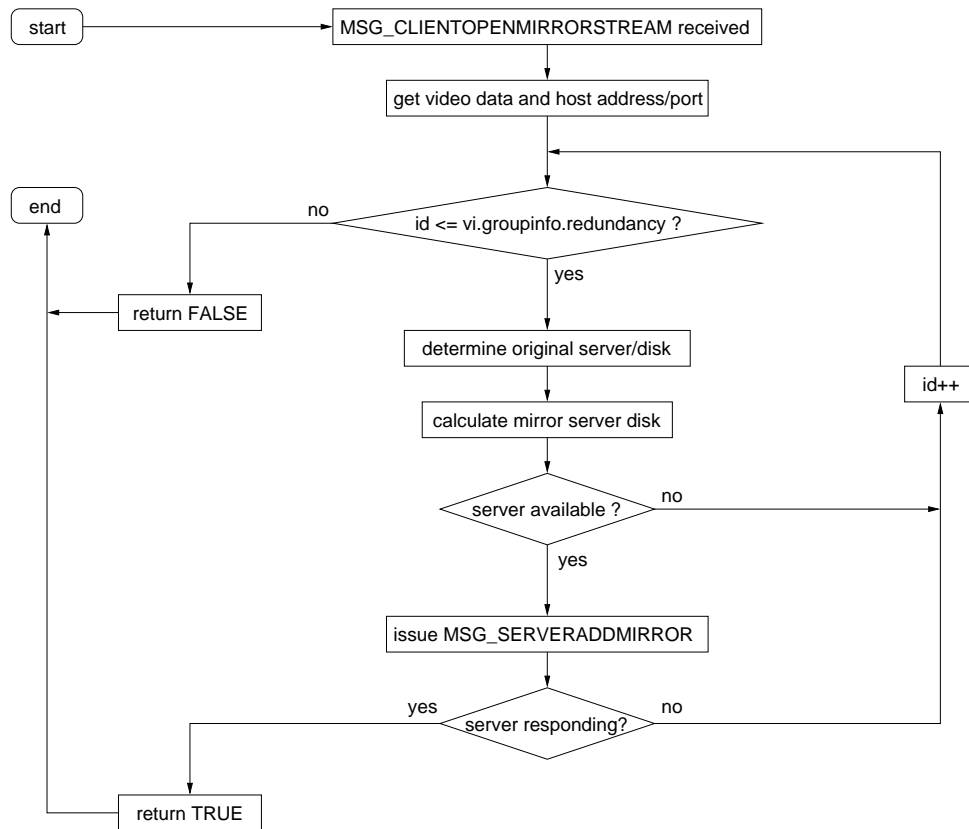 start
MSG_CLIENTOPENMIRRORSTREAM received
get video data and host address/port
end
no
id <= vi.groupinfo.redundancy ?
yes
return FALSE
determine original server/disk
id++
calculate mirror server disk
server available ?
no
yes
issue MSG_SERVERADDMIRROR
yes
server responding?
no
return TRUE